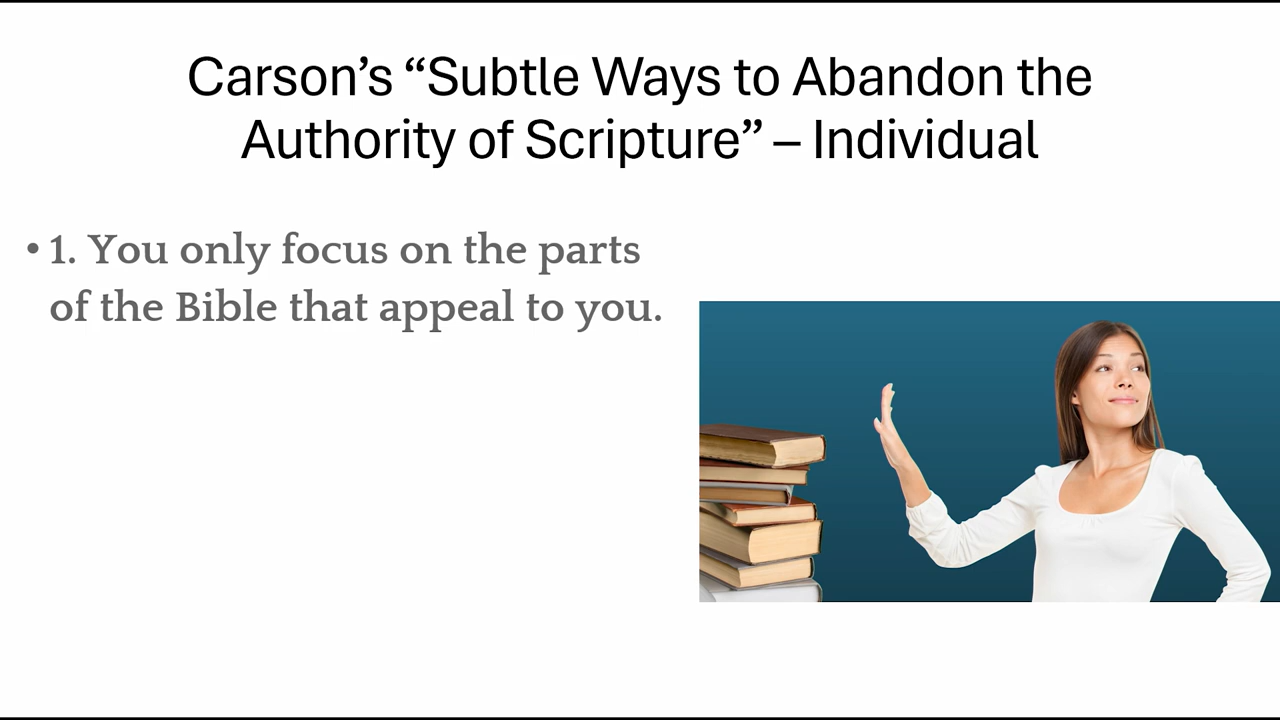 Carson’s “Subtle Ways to Abandon the
Authority of Scripture” – Individual
• 1. You only focus on the parts
of the Bible that appeal to you.